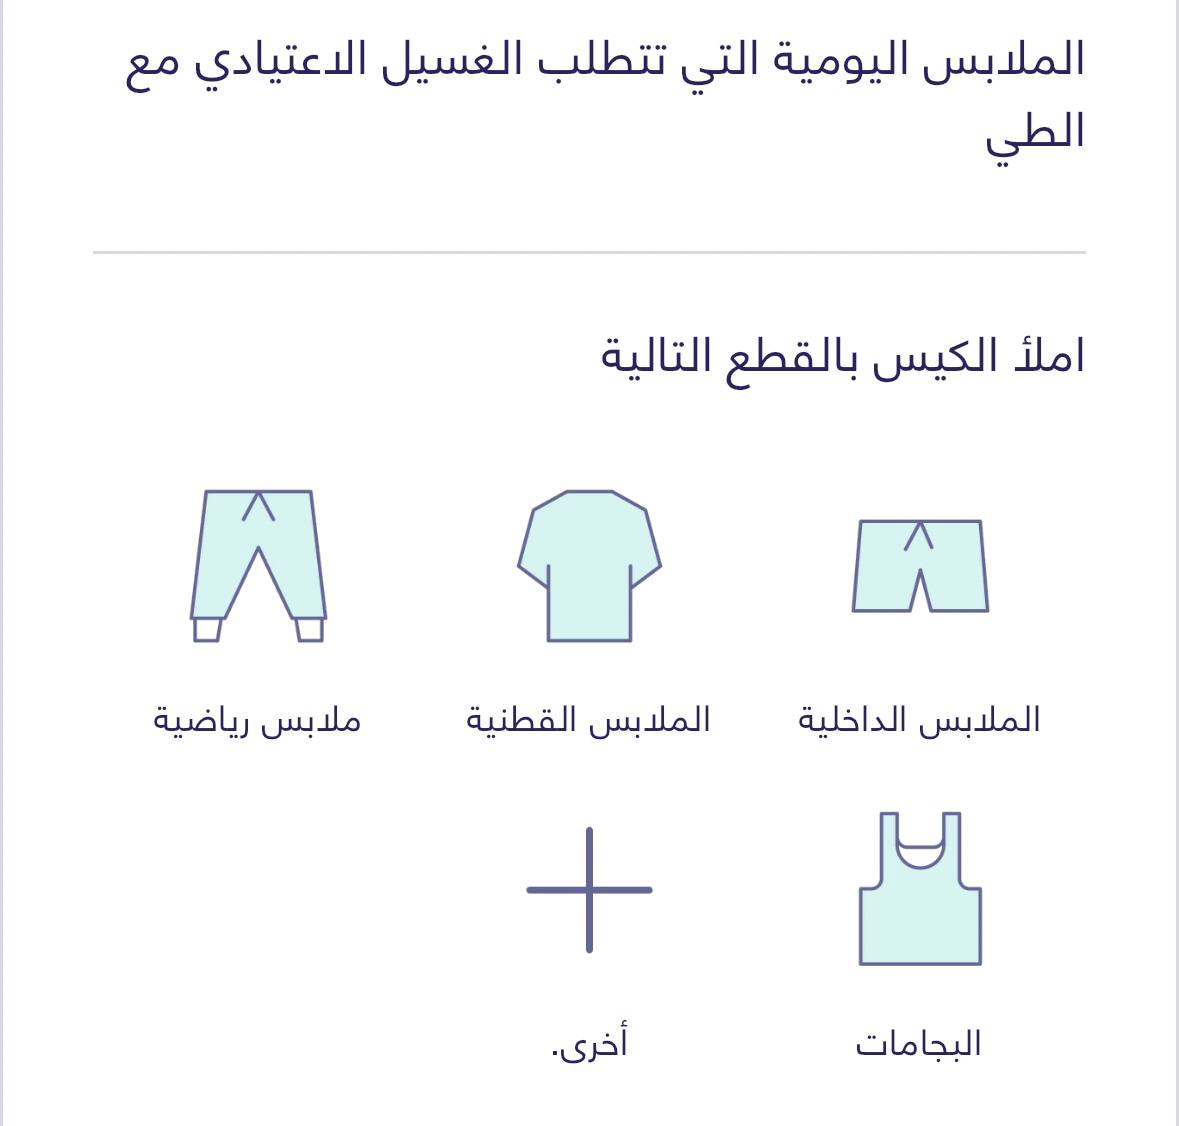 الملابس اليومية التي تتطلب الغسيل الاعتيادي مع
الطي
املأ الكيس بالقطع التالية
الملابس الداخلية
الملابس القطنية
ملابس رياضية
البجامات
أخرى.